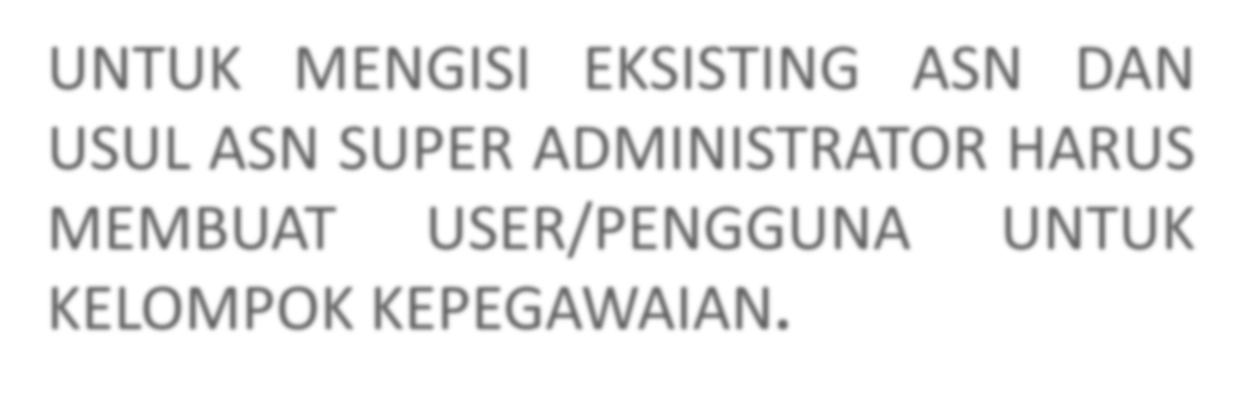 UNTUK MENGISI EKSISTING ASN DAN
USUL ASN SUPER ADMINISTRATOR HARUS
MEMBUAT USER/PENGGUNA UNTUK
KELOMPOK KEPEGAWAIAN.